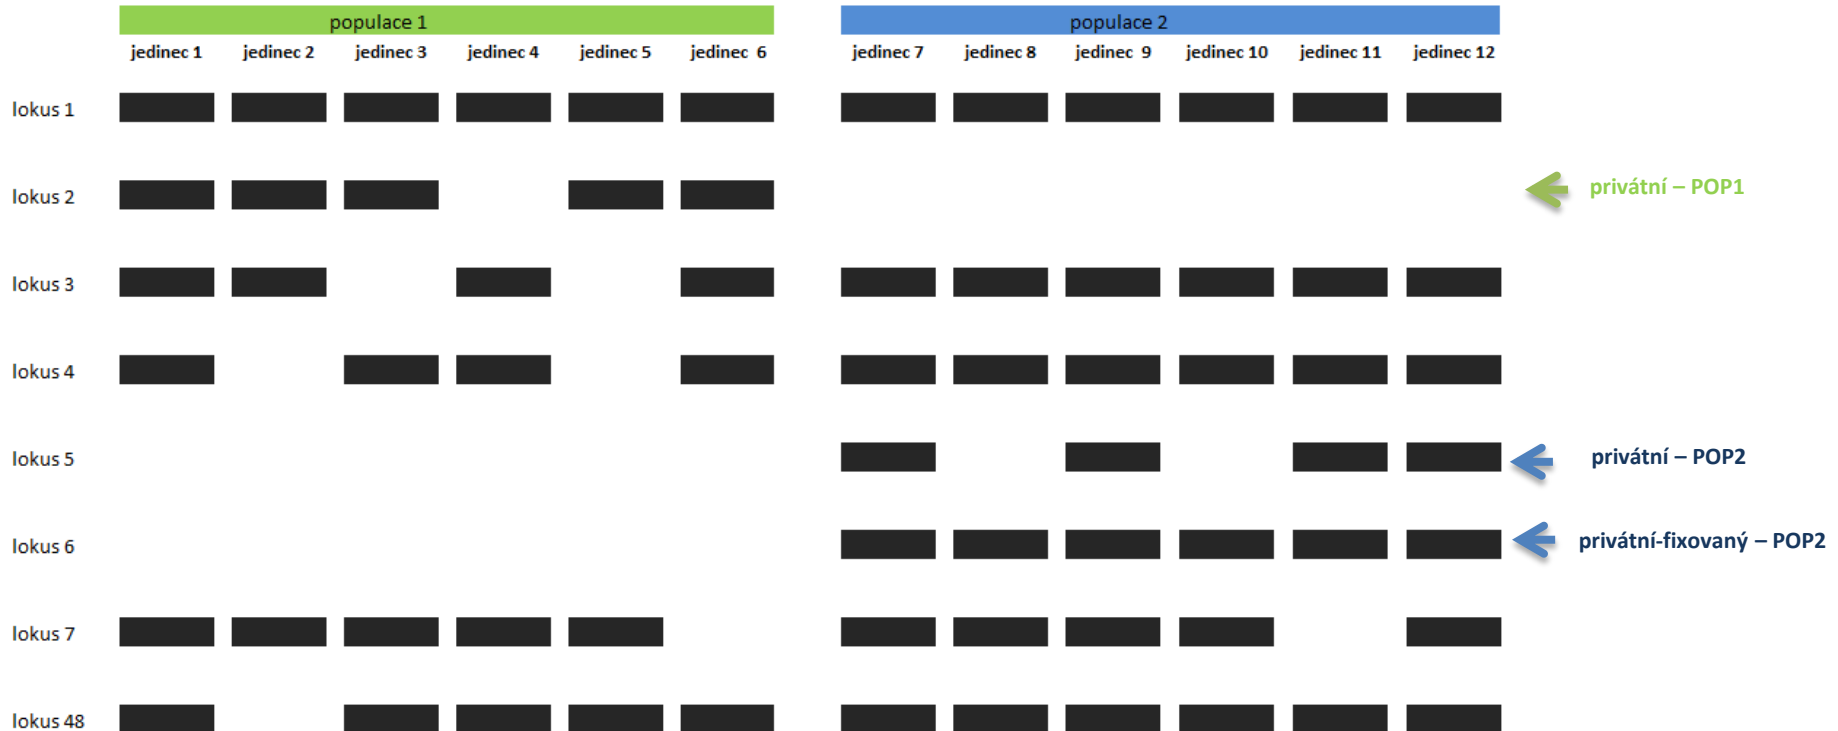 populace 1 populace 2
jedinec 1 jedinec 2 jedinec 3 jedinec 4 jedinec 5 jedinec 6 jedinec 7 jedinec 8 jedinec 9 jedinec 10 jedinec 11 jedinec 12
lokus 1
lokus 2 privátní – POP1
lokus 3
lokus 4
lokus 5 privátní – POP2
lokus 6 privátní-fixovaný – POP2
lokus 7
lokus 48